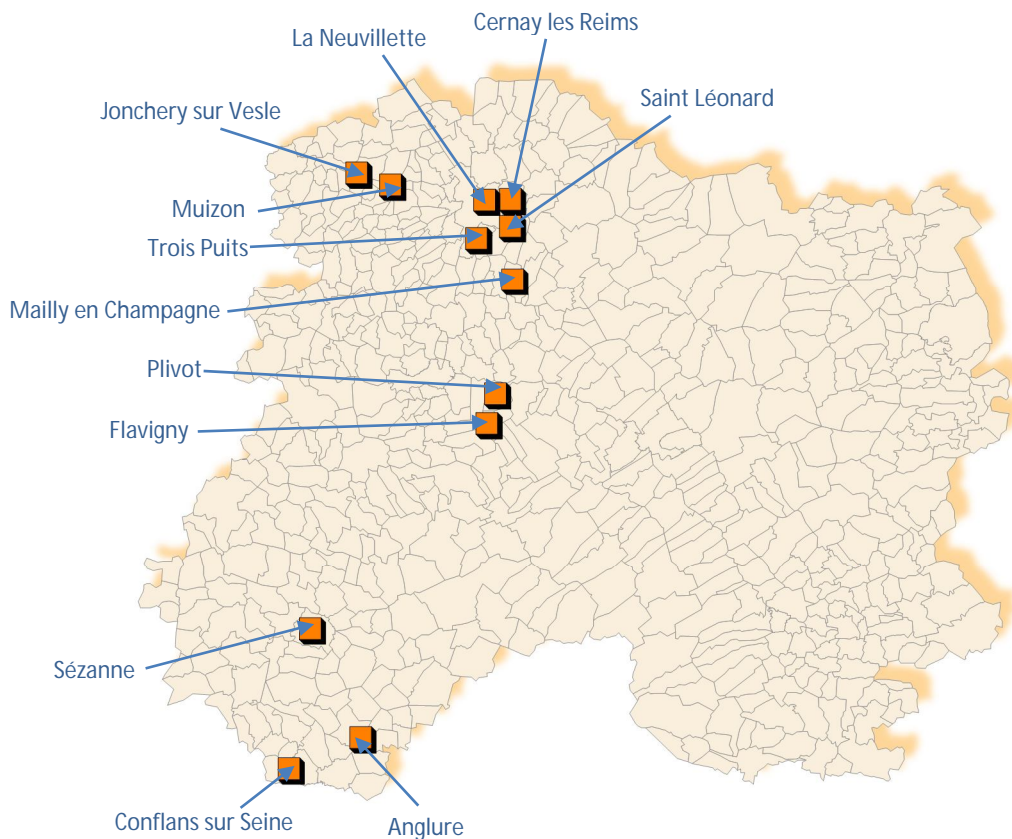 Cernay les Reims
La Neuvillette
Jonchery sur Vesle
Saint Léonard
Muizon
Trois Puits
Mailly en Champagne
Plivot
Flavigny
Sézanne
Conflans sur Seine
Anglure